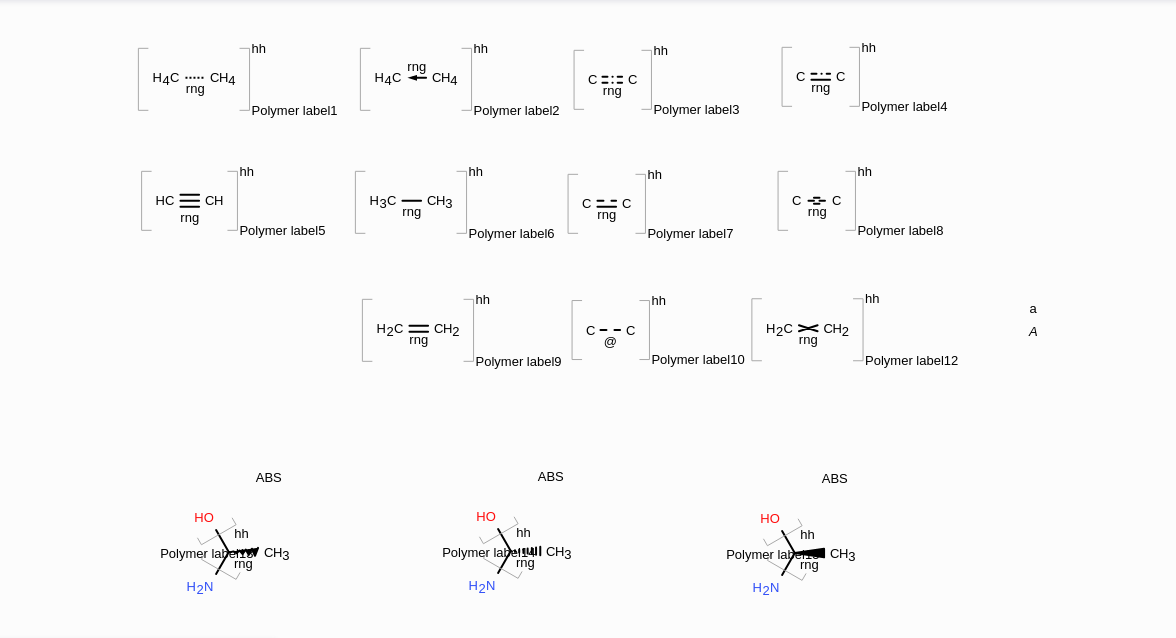 hh hh hh hh
H4C CH4 rng Polymer label1
H4C rng CH4 Polymer label2
C C rng Polymer label3
C C rng Polymer label4
hh hh hh hh
HC CH rng Polymer label5
H3C CH3 rng Polymer label6
C C rng Polymer label7
C C rng Polymer label8
hh hh hh
H2C CH2 rng Polymer label9
C C @ Polymer label10
H2C CH2 rng Polymer label12
a
A
ABS ABS ABS
HO hh CH3 rng H2N
HO hh Polymer label14 CH3 rng H2N
HO hh CH3 rng H2N